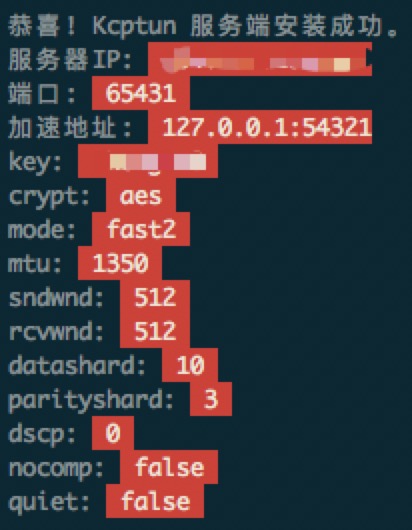 恭喜! Kcptun 服务端安装成功。
服务器IP:
端口: 65431
加速地址: 127.0.0.1:54321
key:
crypt: aes
mode: fast2
mtu: 1350
sndwnd: 512
rcvwnd: 512
datashard: 10
parityshard: 3
dscp: 0
nocomp: false
quiet: false